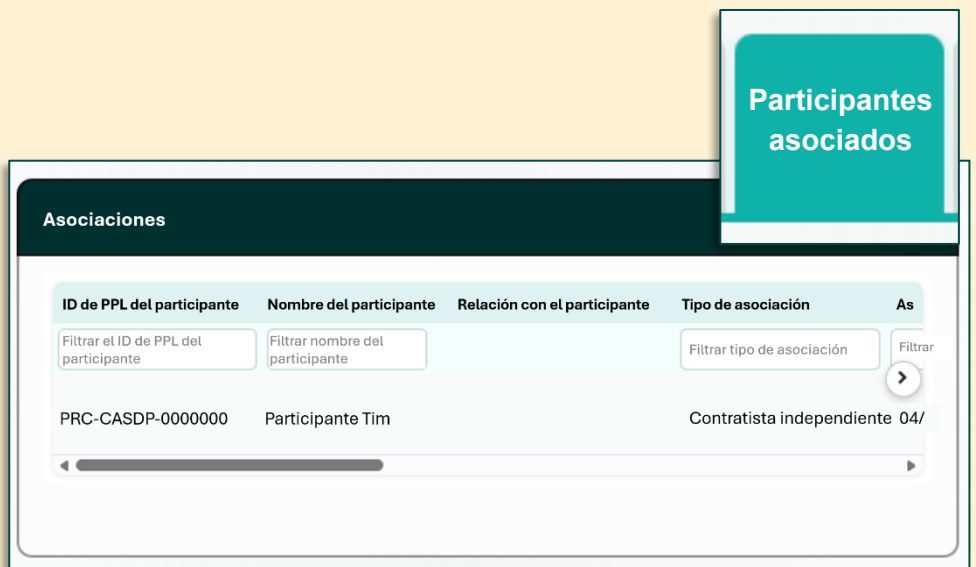 Participantes
asociados
Asociaciones
ID de PPL del participante Nombre del participante Relación con el participante Tipo de asociación As
Filtrar el ID de PPL del
participante
Filtrar nombre del
participante
Filtrar tipo de asociación
Filtrar
PRC-CASDP-0000000 Participante Tim Contratista independiente 04/